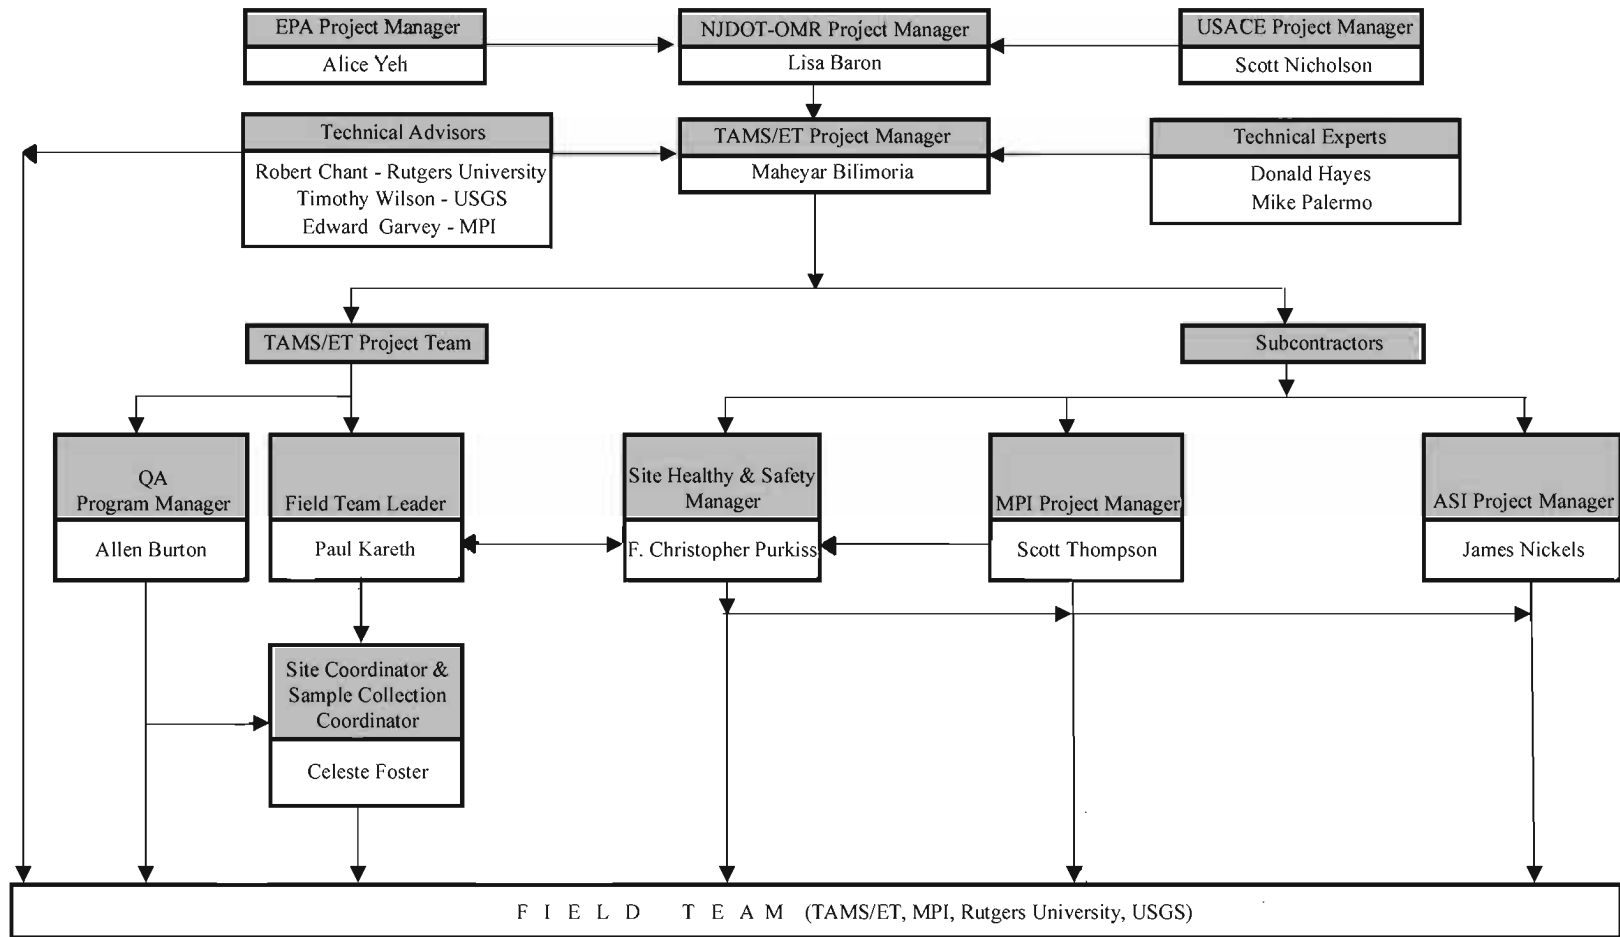 EPA Project Manager
Alice Yeh
NJDOT-OMR Project Manager
Lisa Baron
USACE Project Manager
Scott Nicholson
Technical Advisors
Robert Chant - Rutgers University
Timothy Wilson - USGS
Edward Garvey - MPI
TAMS/ET Project Manager
Maheyar Bilimoria
Technical Experts
Donald Hayes
Mike Palermo
TAMS/ET Project Team
Subcontractors
QA
Program Manager
Allen Burton
Field Team Leader
Paul Kareth
Site Healthy & Safety
Manager
F. Christopher Purkiss
MPI Project Manager
Scott Thompson
ASI Project Manager
James Nickels
Site Coordinator &
Sample Collection
Coordinator
Celeste Foster
F I E L D T E A M (TAMS/ET, MPI, Rutgers University, USGS)